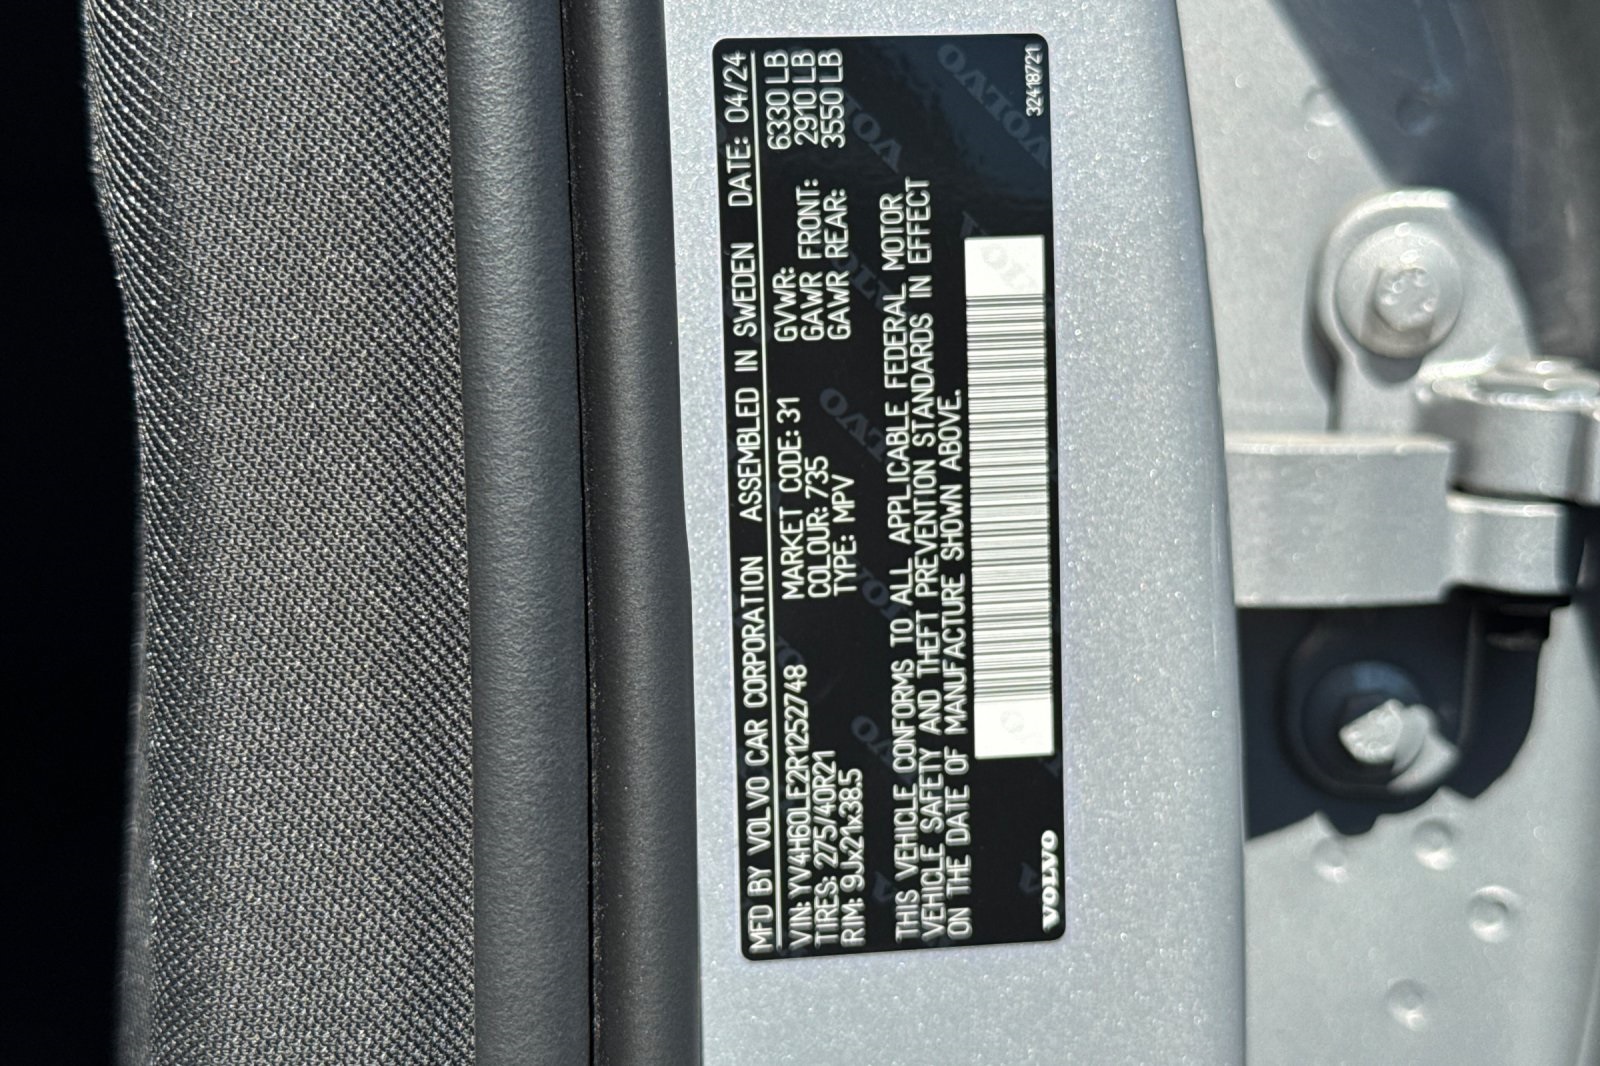 MFD BY VOLVO CAR CORPORATION ASSEMBLED IN SWEDEN DATE: 04/24
VIN: YV4H60LE2R1252748 MARKET CODE: 31 GVWR: 6330 LB
TIRES: 275/40R21 COLOUR: 735 GAWR FRONT: 2910 LB
RIM: 9Jx21x38.5 TYPE: MPV GAWR REAR: 3550 LB
THIS VEHICLE CONFORMS TO ALL APPLICABLE FEDERAL MOTOR
VEHICLE SAFETY AND THEFT PREVENTION STANDARDS IN EFFECT
ON THE DATE OF MANUFACTURE SHOWN ABOVE.
VOLVO 32418721